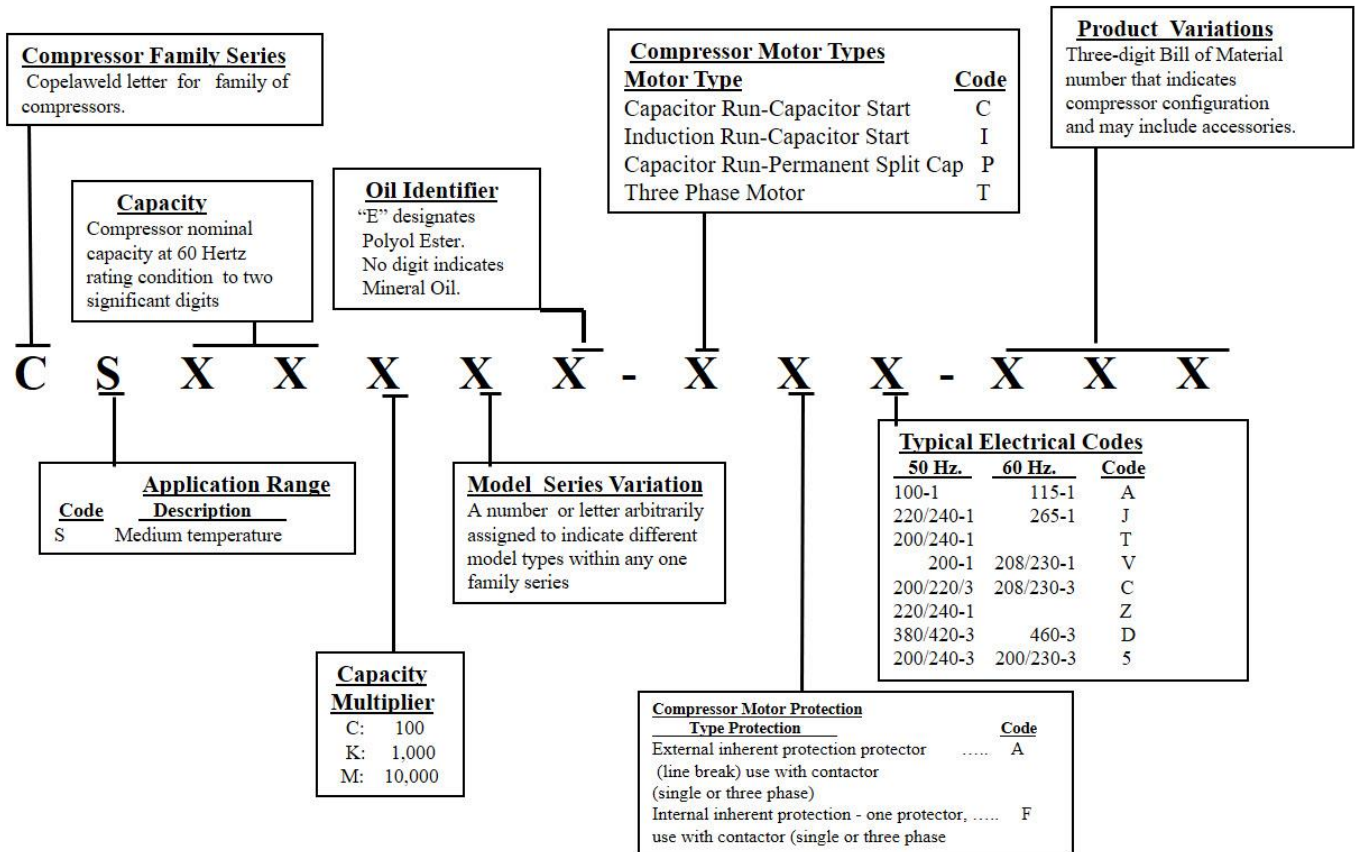 Compressor Family Series
Copelaweld letter for family of
compressors.
Capacity
Compressor nominal
capacity at 60 Hertz
rating condition to two
significant digits
Oil Identifier
“E” designates
Polyol Ester.
No digit indicates
Mineral Oil.
Compressor Motor Types
Motor Type Code
Capacitor Run-Capacitor Start C
Induction Run-Capacitor Start I
Capacitor Run-Permanent Split Cap P
Three Phase Motor T
Product Variations
Three-digit Bill of Material
number that indicates
compressor configuration
and may include accessories.
C S X X X X X - X X X - X X X
Application Range
Code Description
S Medium temperature
Capacity
Multiplier
C: 100
K: 1,000
M: 10,000
Model Series Variation
A number or letter arbitrarily
assigned to indicate different
model types within any one
family series
Typical Electrical Codes
50 Hz. 60 Hz. Code
100-1 115-1 A
220/240-1 265-1 J
200/240-1 T
200-1 208/230-1 V
200/220/3 208/230-3 C
220/240-1 Z
380/420-3 460-3 D
200/240-3 200/230-3 5
Compressor Motor Protection
Type Protection Code
External inherent protection protector ..... A
(line break) use with contactor
(single or three phase)
Internal inherent protection - one protector, ..... F
use with contactor (single or three phase